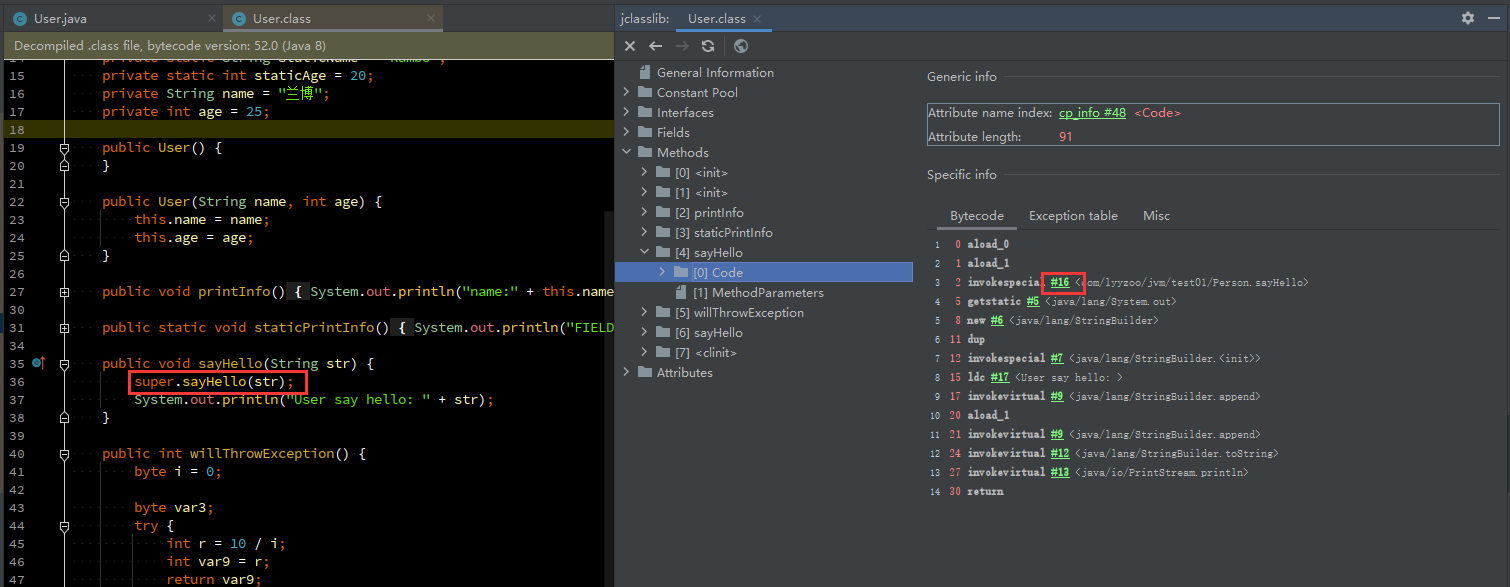 User.java
User.class
Decompiled .class file, bytecode version: 52.0 (Java 8)
15 private static int staticAge = 20;
16 private String name = "兰博";
17 private int age = 25;
18
19 public User() {
20 }
21
22 public User(String name, int age) {
23 this.name = name;
24 this.age = age;
25 }
26
27 public void printInfo() { System.out.println("name:" + this.name
30
31 public static void staticPrintInfo() { System.out.println("FIELD
34
35 public void sayHello(String str) {
36 super.sayHello(str);
37 System.out.println("User say hello: " + str);
38 }
39
40 public int willThrowException() {
41 byte i = 0;
42
43 byte var3;
44 try {
45 int r = 10 / i;
46 int var9 = r;
47 return var9;
jclasslib: User.class
General Information
Constant Pool
Interfaces
Fields
Methods
[0] <init>
[1] <init>
[2] printInfo
[3] staticPrintInfo
[4] sayHello
[0] Code
[1] MethodParameters
[5] willThrowException
[6] sayHello
[7] <clinit>
Attributes
Generic info
Attribute name index: cp_info #48 <Code>
Attribute length: 91
Specific info
Bytecode Exception table Misc
1 0 aload_0
2 1 aload_1
3 2 invokespecial #16 <com/lyyzoo/jvm/test01/Person.sayHello>
4 5 getstatic #5 <java/lang/System.out>
5 8 new #6 <java/lang/StringBuilder>
6 11 dup
7 12 invokespecial #7 <java/lang/StringBuilder.<init>>
8 15 ldc #17 <User say hello: >
9 17 invokevirtual #9 <java/lang/StringBuilder.append>
10 20 aload_1
11 21 invokevirtual #9 <java/lang/StringBuilder.append>
12 24 invokevirtual #12 <java/lang/StringBuilder.toString>
13 27 invokevirtual #13 <java/io/PrintStream.println>
14 30 return